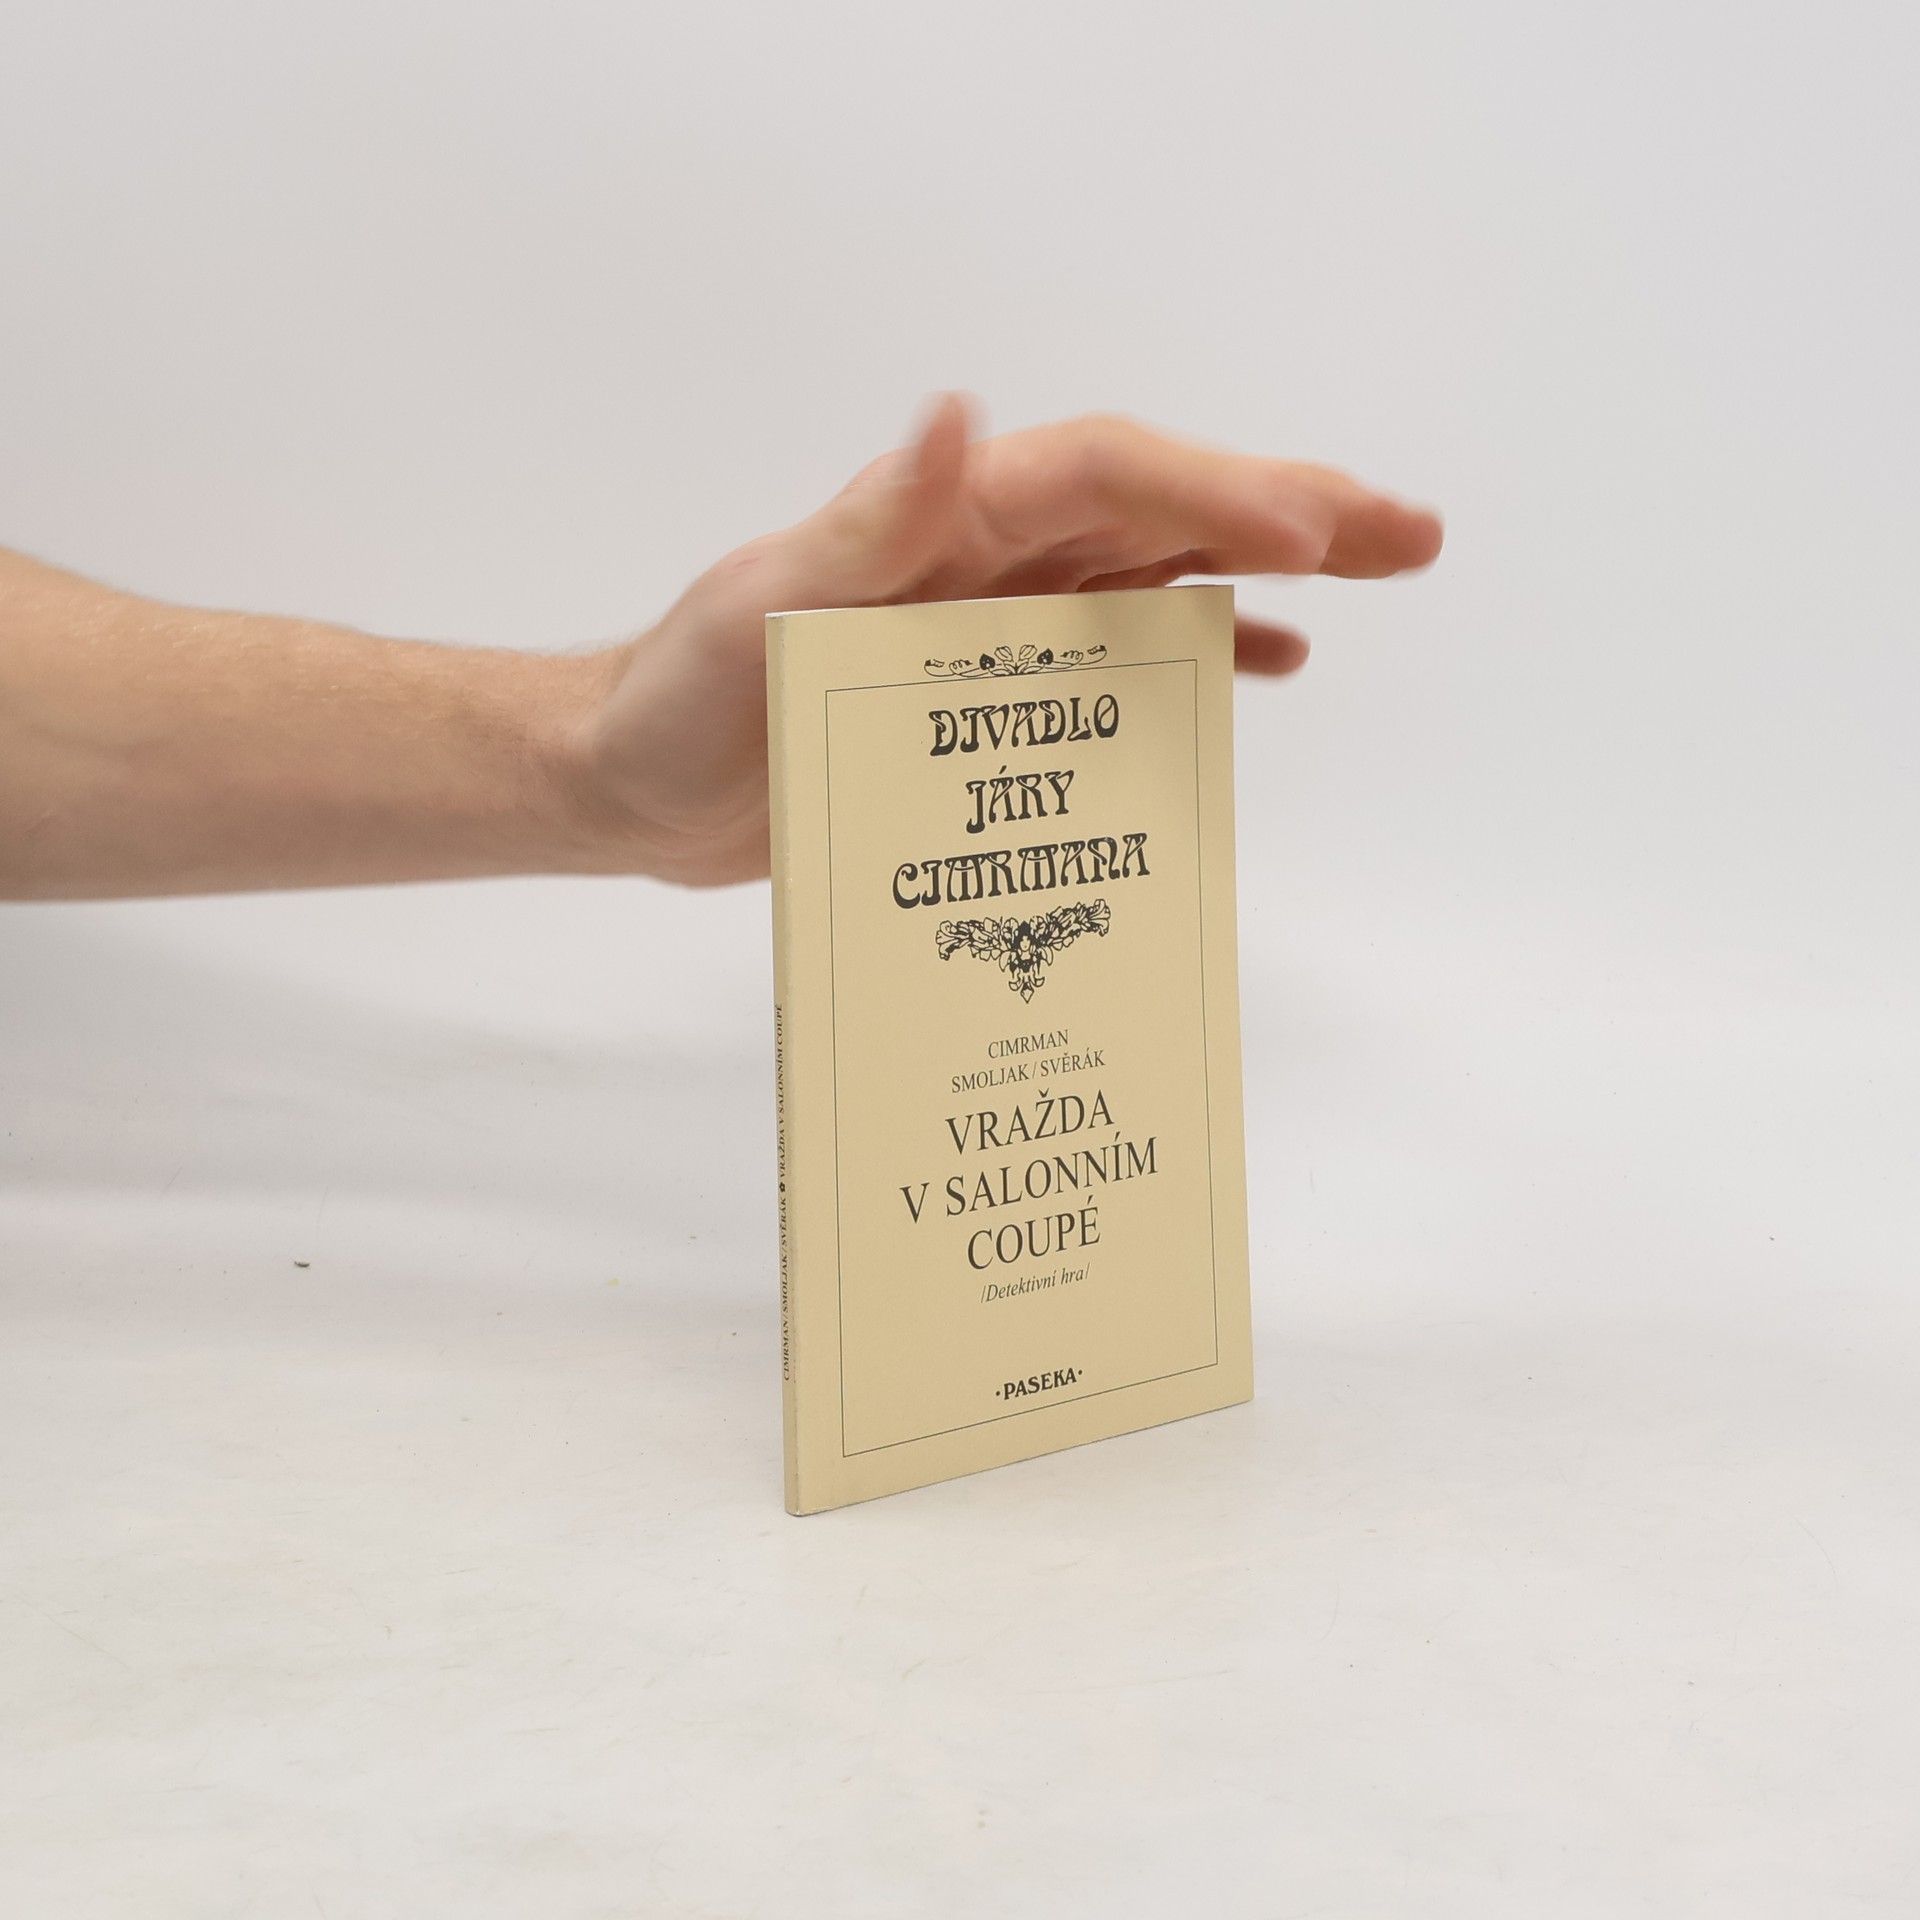 DIVADLO
JÁRY
CIMRMANA
CIMRMAN
SMOLJAK / SVĚRÁK
VRAŽDA
V SALONNÍM
COUPÉ
/Detektivní hra/
·PASEKA·
CIMRMAN / SMOLJAK / SVĚRÁK ✿ VRAŽDA V SALONNÍM COUPÉ